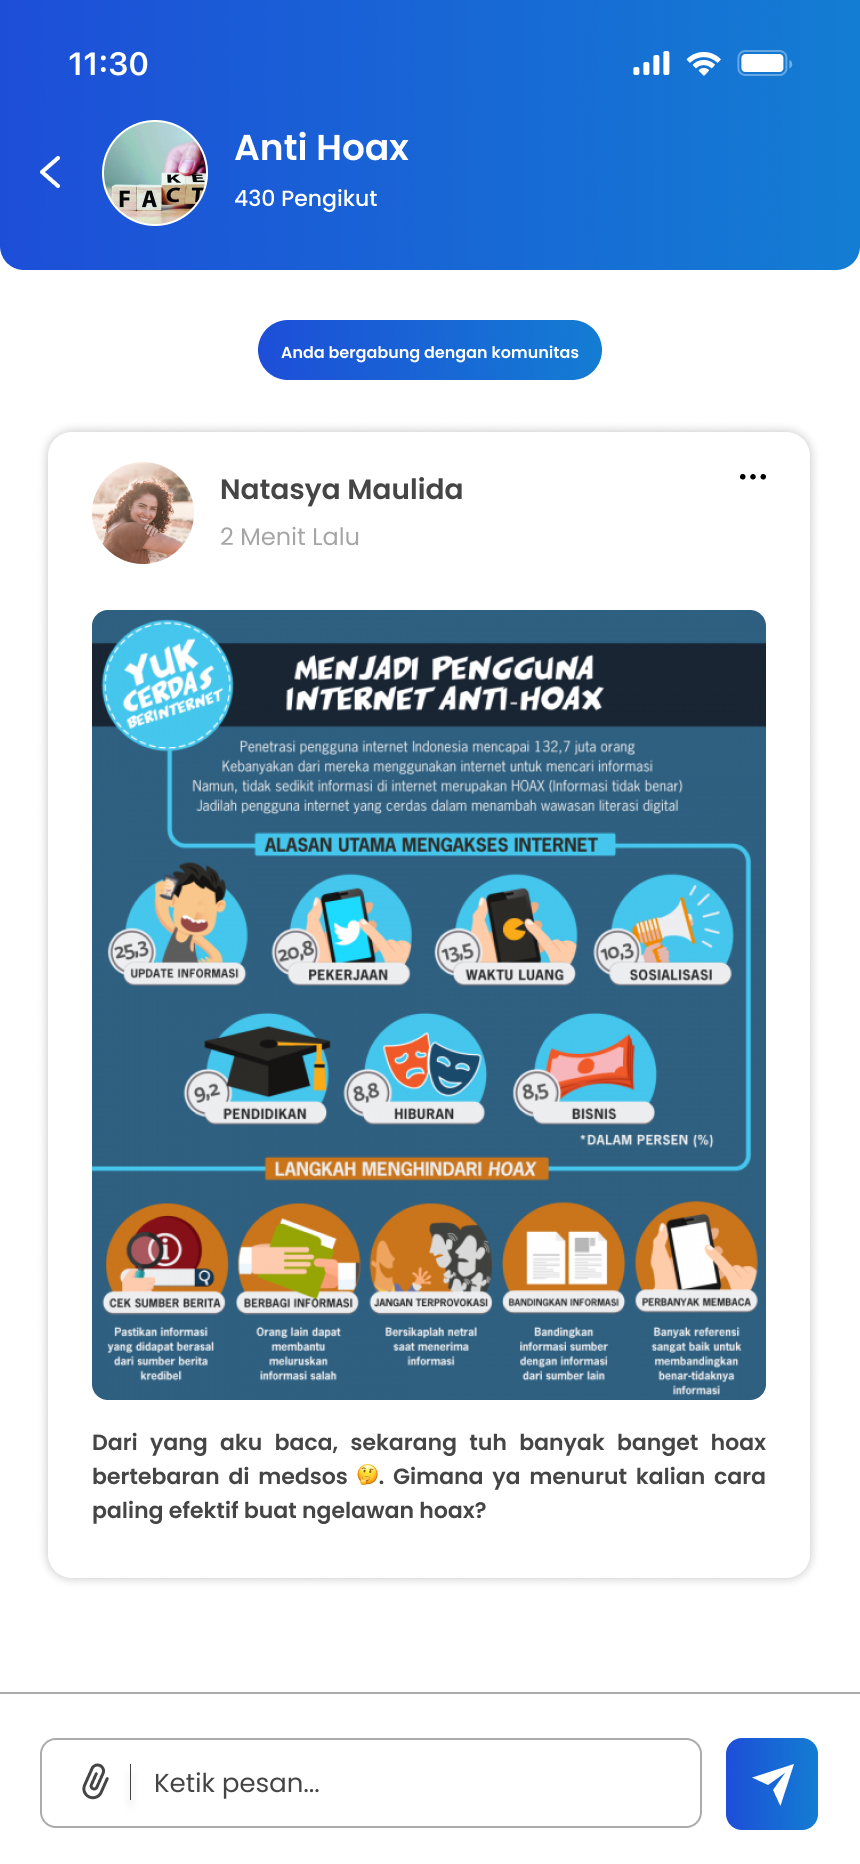 11:30
Anti Hoax
430 Pengikut
FACT
KE
Anda bergabung dengan komunitas
Natasya Maulida
2 Menit Lalu
YUK
CERDAS
BERINTERNET
MENJADI PENGGUNA
INTERNET ANTI-HOAX
Penetrasi pengguna internet Indonesia mencapai 132,7 juta orang
Kebanyakan dari mereka menggunakan internet untuk mencari informasi
Namun, tidak sedikit informasi di internet merupakan HOAX (Informasi tidak benar)
Jadilah pengguna internet yang cerdas dalam menambah wawasan literasi digital
ALASAN UTAMA MENGAKSES INTERNET
25,3
UPDATE INFORMASI
20,8
PEKERJAAN
13,5
WAKTU LUANG
10,3
SOSIALISASI
9,2
PENDIDIKAN
8,8
HIBURAN
8,5
BISNIS
*DALAM PERSEN (%)
LANGKAH MENGHINDARI HOAX
CEK SUMBER BERITA
Pastikan informasi
yang didapat berasal
dari sumber berita
kredibel
BERBAGI INFORMASI
Orang lain dapat
membantu
meluruskan
informasi salah
JANGAN TERPROVOKASI
Bersikaplah netral
saat menerima
informasi
BANDINGKAN INFORMASI
Bandingkan
informasi sumber
dengan informasi
dari sumber lain
PERBANYAK MEMBACA
Banyak referensi
sangat baik untuk
membandingkan
benar-tidaknya
informasi
Dari yang aku baca, sekarang tuh banyak banget hoax
bertebaran di medsos 🤔. Gimana ya menurut kalian cara
paling efektif buat ngelawan hoax?
Ketik pesan...